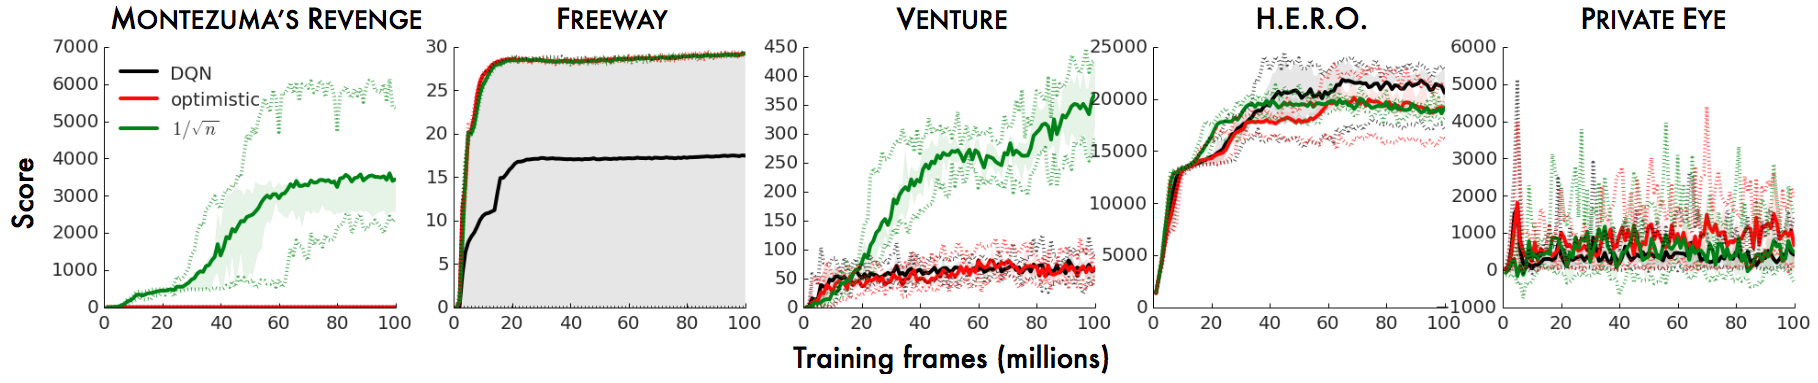 MONTEZUMA'S REVENGE
FREEWAY
VENTURE
H.E.R.O.
PRIVATE EYE
Score
7000
6000
5000
4000
3000
2000
1000
0
DQN
optimistic
1/√n
0 20 40 60 80 100
30
25
20
15
10
5
0
0 20 40 60 80 100
450
400
350
300
250
200
150
100
50
0
0 20 40 60 80 100
25000
20000
15000
10000
5000
0
0 20 40 60 80 100
6000
5000
4000
3000
2000
1000
0
−1000
0 20 40 60 80 100
Training frames (millions)